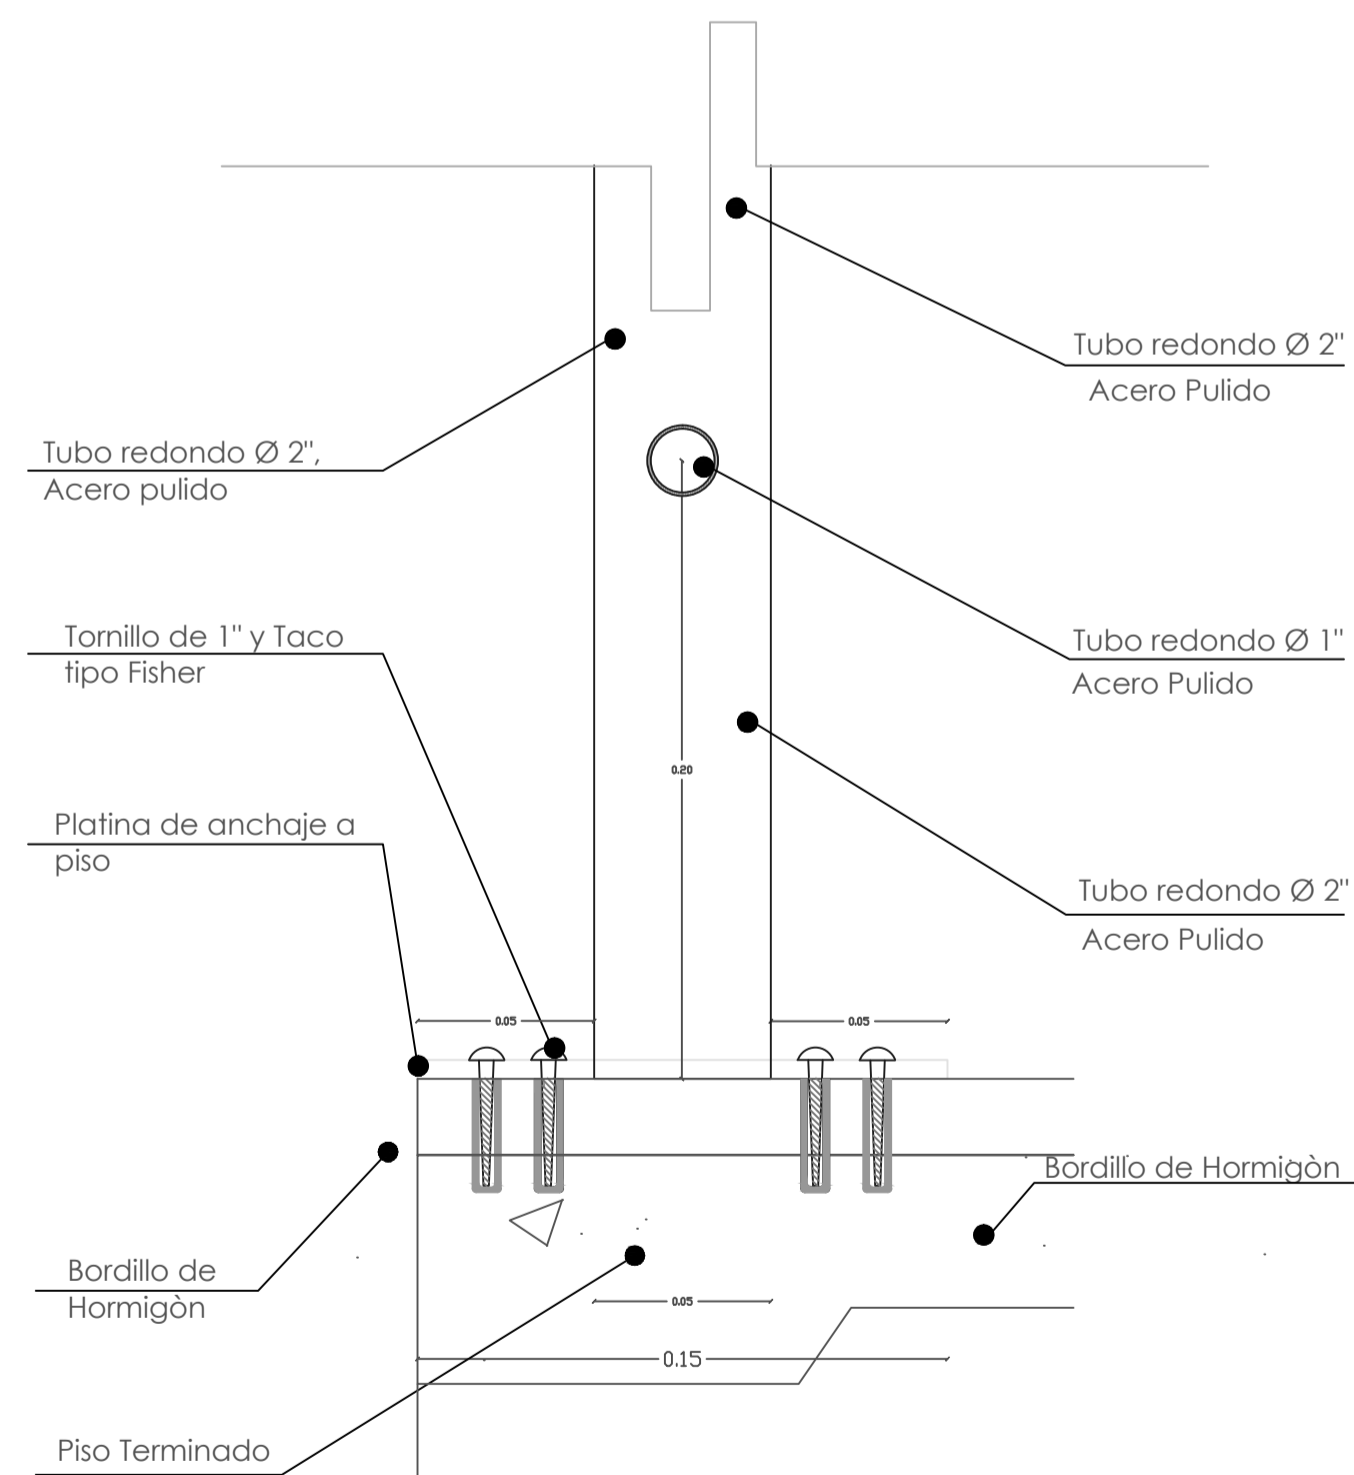 Tubo redondo Ø 2"
Acero Pulido
Tubo redondo Ø 2",
Acero pulido
Tornillo de 1" y Taco
tipo Fisher
Tubo redondo Ø 1"
Acero Pulido
0.20
Platina de anchaje a
piso
Tubo redondo Ø 2"
Acero Pulido
0.05
0.05
Bordillo de Hormigòn
Bordillo de
Hormigòn
0.05
0.15
Piso Terminado